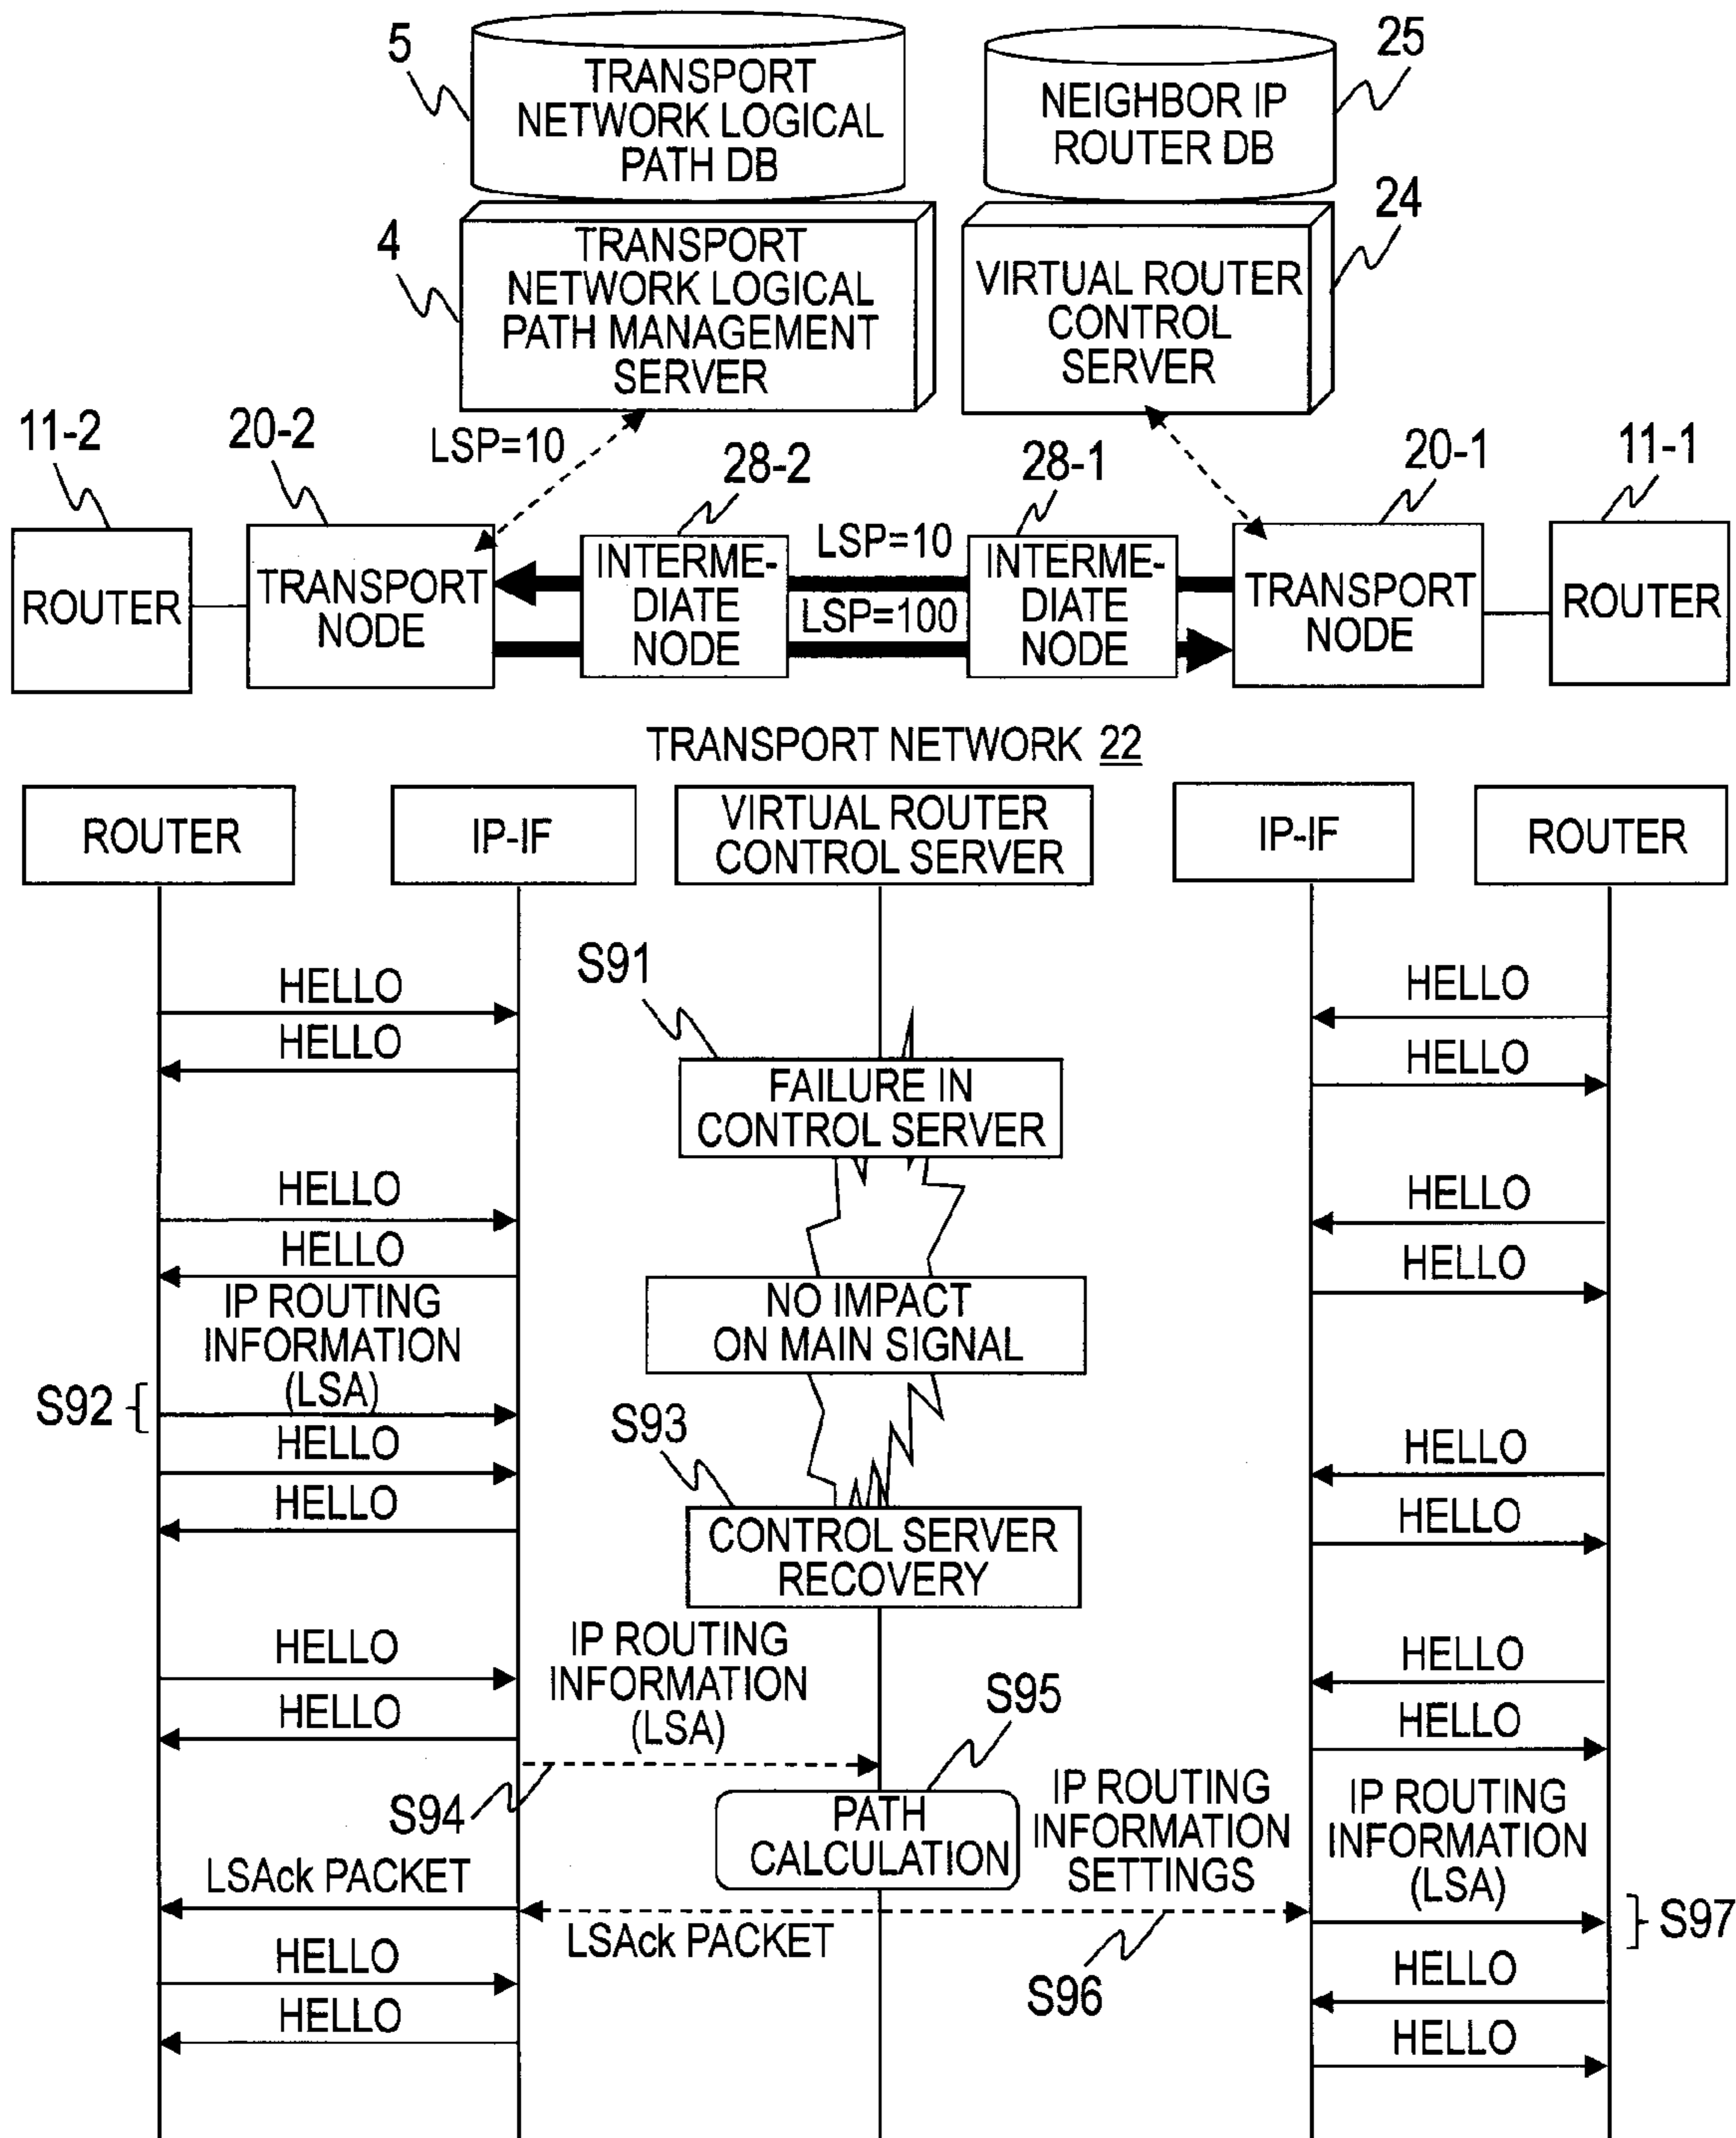 5
TRANSPORT
NETWORK LOGICAL
PATH DB
25
NEIGHBOR IP
ROUTER DB
4
TRANSPORT
NETWORK LOGICAL
PATH MANAGEMENT
SERVER
24
VIRTUAL ROUTER
CONTROL
SERVER
11-2
20-2
LSP=10
28-2
28-1
20-1
11-1
ROUTER
TRANSPORT
NODE
INTERME-
DIATE
NODE
LSP=10
LSP=100
INTERME-
DIATE
NODE
TRANSPORT
NODE
ROUTER
TRANSPORT NETWORK 22
ROUTER
IP-IF
VIRTUAL ROUTER
CONTROL SERVER
IP-IF
ROUTER
HELLO
HELLO
S91
FAILURE IN
CONTROL SERVER
HELLO
HELLO
HELLO
HELLO
NO IMPACT
ON MAIN SIGNAL
HELLO
HELLO
IP ROUTING
INFORMATION
(LSA)
S92
HELLO
HELLO
S93
CONTROL SERVER
RECOVERY
HELLO
HELLO
HELLO
HELLO
IP ROUTING
INFORMATION
(LSA)
S94
S95
PATH
CALCULATION
HELLO
HELLO
IP ROUTING
INFORMATION
SETTINGS
IP ROUTING
INFORMATION
(LSA)
LSAck PACKET
LSAck PACKET
S96
S97
HELLO
HELLO
HELLO
HELLO